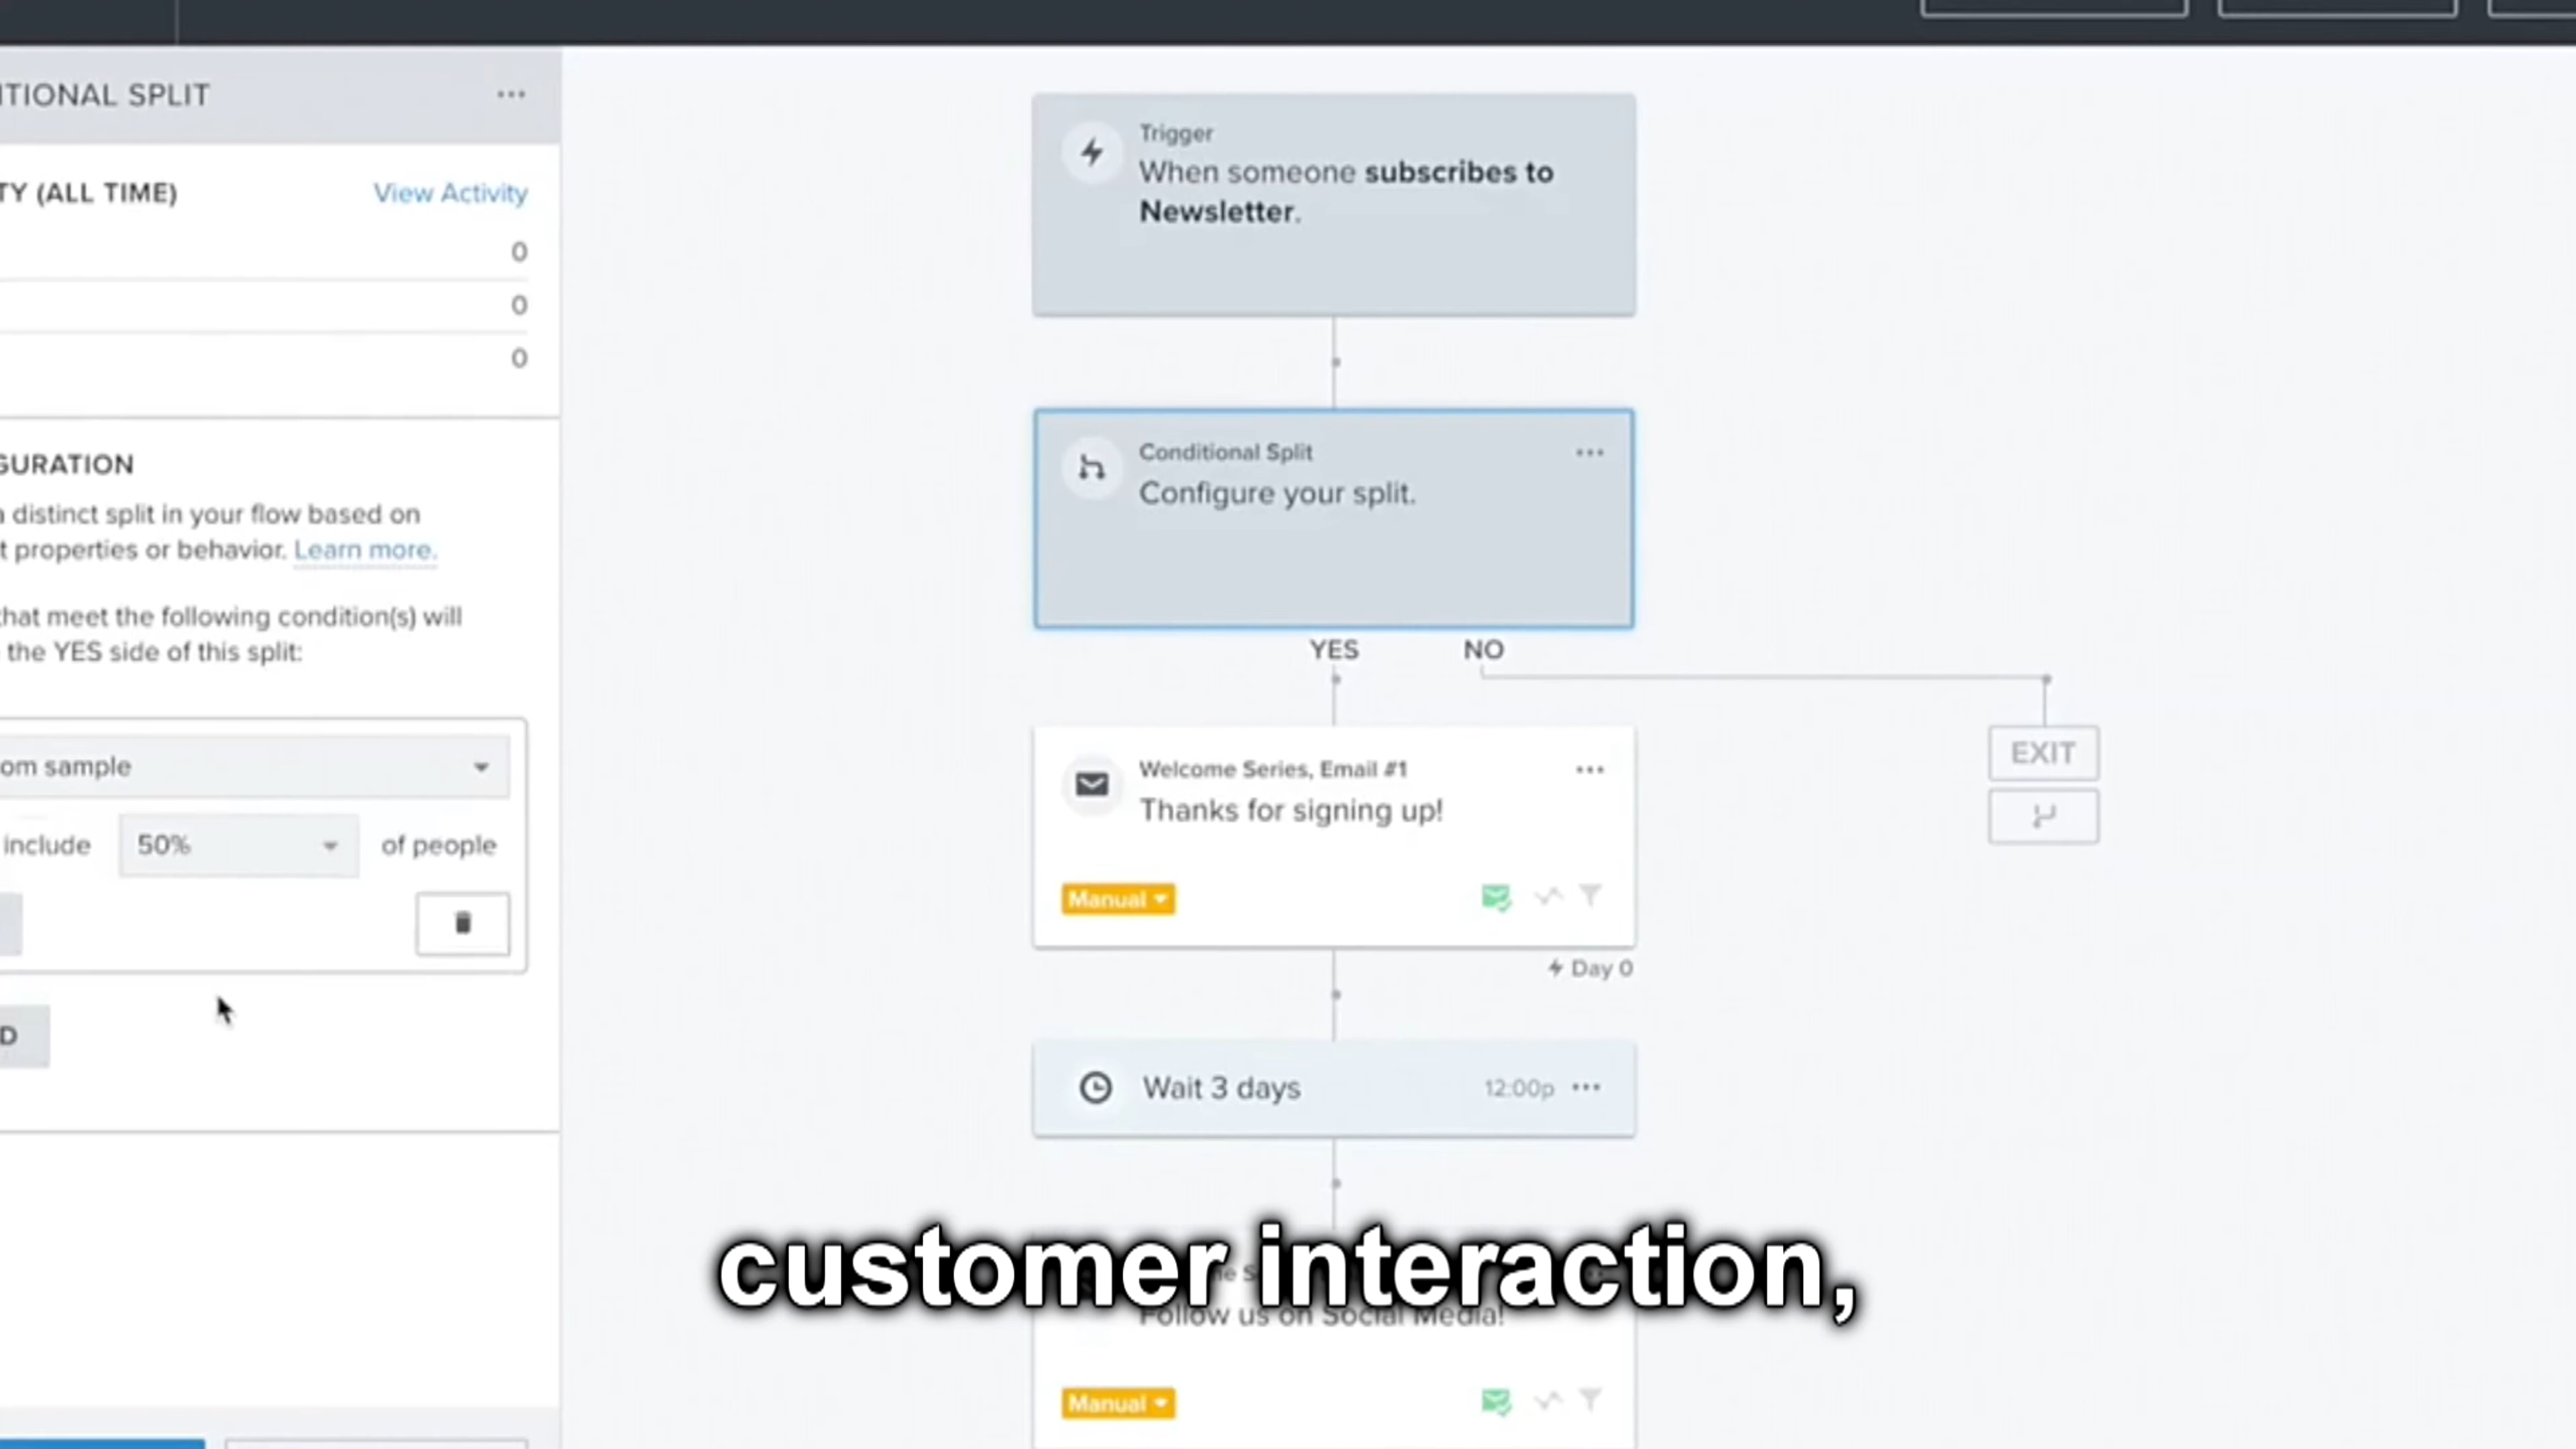 ITIONAL SPLIT
TY (ALL TIME)
View Activity
0
0
0
GURATION
distinct split in your flow based on
t properties or behavior. Learn more.
that meet the following condition(s) will
the YES side of this split:
om sample
include 50% of people
D
Trigger
When someone subscribes to
Newsletter.
Conditional Split
Configure your split.
YES NO
EXIT
Welcome Series, Email #1
Thanks for signing up!
Manual
Day 0
Wait 3 days 12:00p
customer interaction,
Follow us on Social Media!
Manual